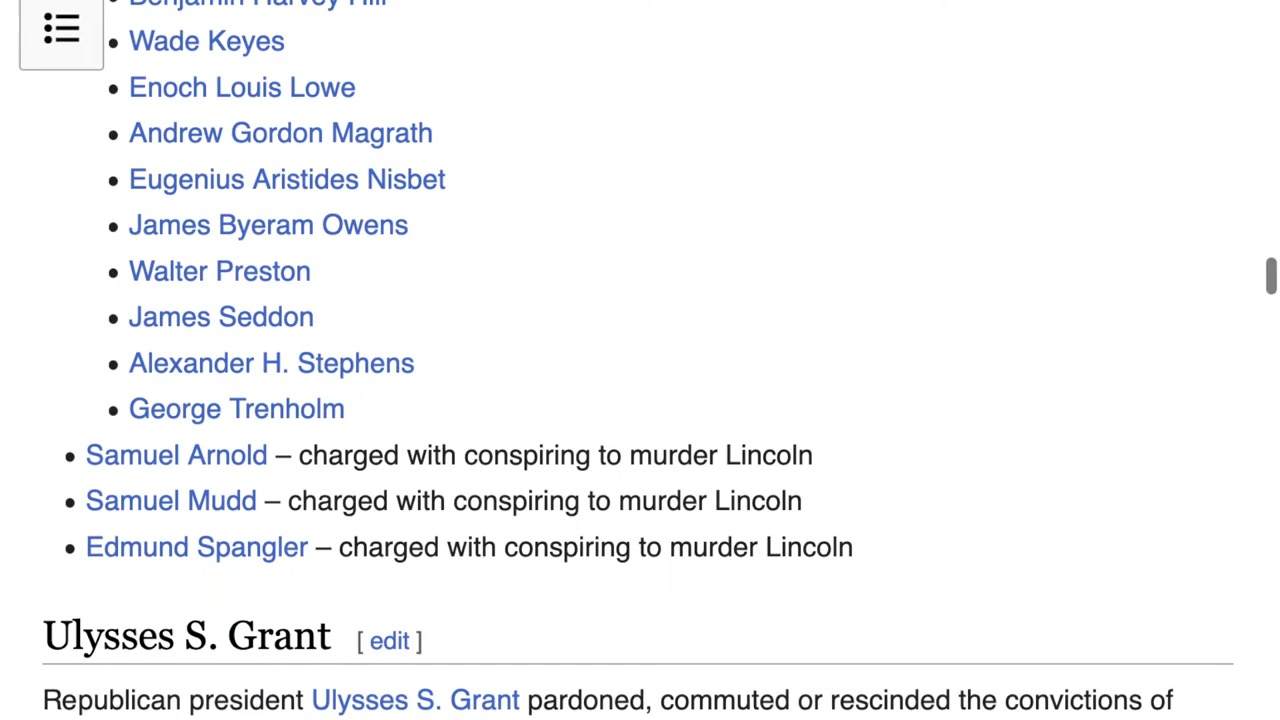 Benjamin Harvey Hill
Wade Keyes
Enoch Louis Lowe
Andrew Gordon Magrath
Eugenius Aristides Nisbet
James Byeram Owens
Walter Preston
James Seddon
Alexander H. Stephens
George Trenholm
Samuel Arnold – charged with conspiring to murder Lincoln
Samuel Mudd – charged with conspiring to murder Lincoln
Edmund Spangler – charged with conspiring to murder Lincoln
Ulysses S. Grant [ edit ]
Republican president Ulysses S. Grant pardoned, commuted or rescinded the convictions of